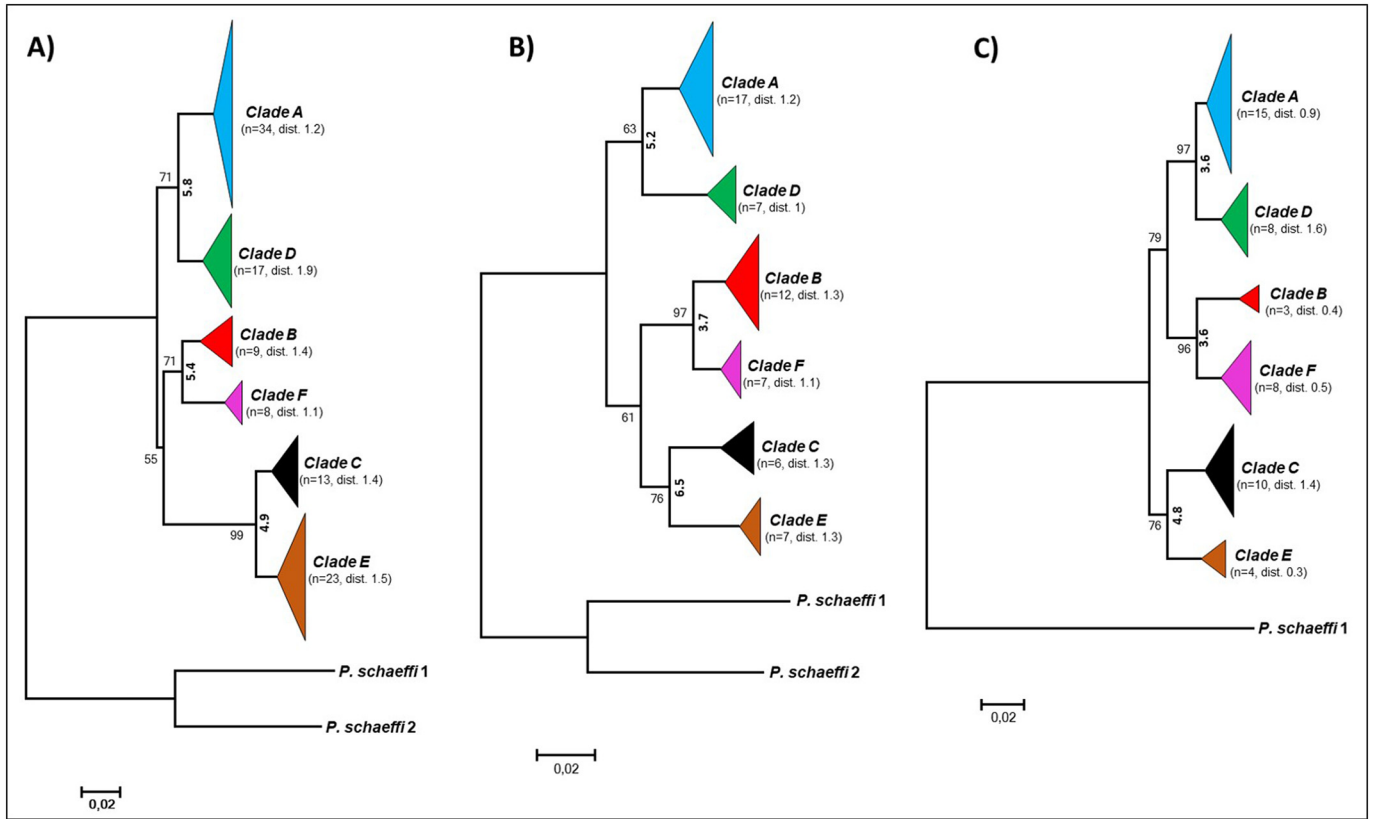 A)
Clade A
(n=34, dist. 1.2)
71
5.8
Clade D
(n=17, dist. 1.9)
Clade B
(n=9, dist. 1.4)
71
5.4
Clade F
(n=8, dist. 1.1)
55
Clade C
(n=13, dist. 1.4)
99
4.9
Clade E
(n=23, dist. 1.5)
P. schaeffi 1
P. schaeffi 2
0,02
B)
Clade A
(n=17, dist. 1.2)
63
5.2
Clade D
(n=7, dist. 1)
Clade B
(n=12, dist. 1.3)
97
3.7
Clade F
(n=7, dist. 1.1)
61
Clade C
(n=6, dist. 1.3)
76
6.5
Clade E
(n=7, dist. 1.3)
P. schaeffi 1
P. schaeffi 2
0,02
C)
Clade A
(n=15, dist. 0.9)
97
3.6
Clade D
(n=8, dist. 1.6)
79
Clade B
(n=3, dist. 0.4)
96
3.6
Clade F
(n=8, dist. 0.5)
Clade C
(n=10, dist. 1.4)
76
4.8
Clade E
(n=4, dist. 0.3)
P. schaeffi 1
0,02